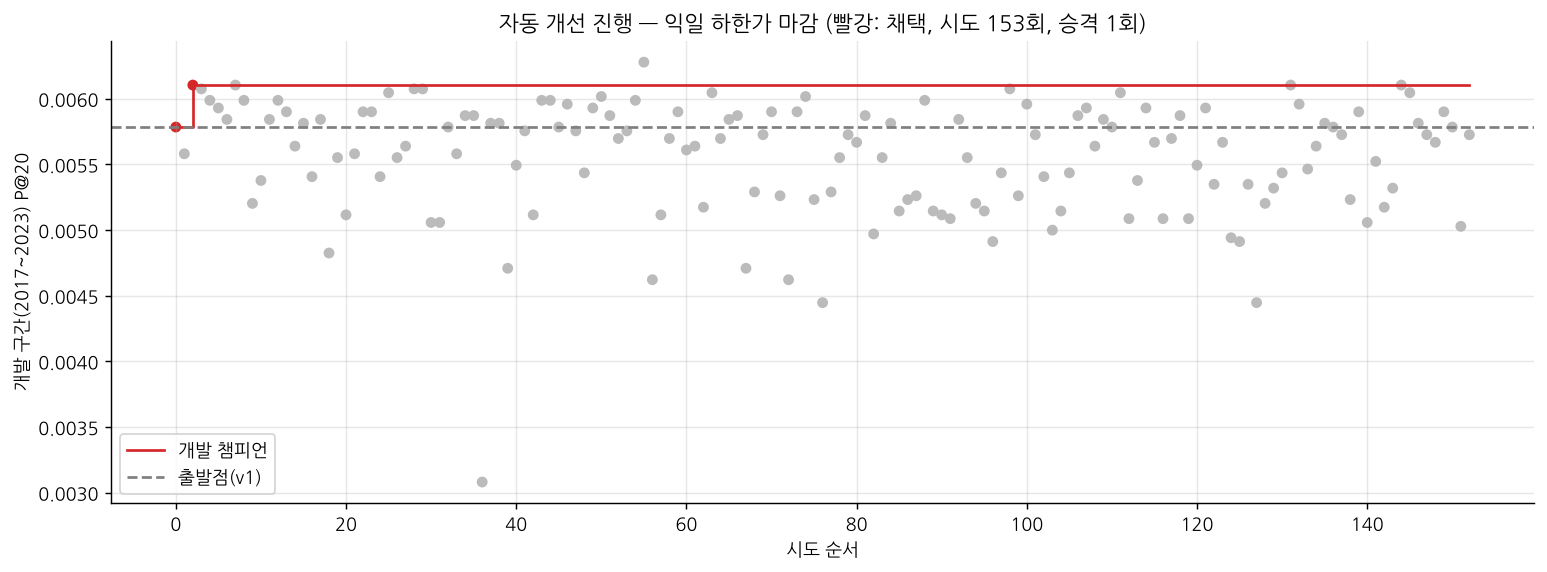 자동 개선 진행 — 익일 하한가 마감 (빨강: 채택, 시도 153회, 승격 1회)
개발 구간(2017~2023) P@20
0.0060
0.0055
0.0050
0.0045
0.0040
0.0035
0.0030
개발 챔피언
출발점(v1)
0 20 40 60 80 100 120 140
시도 순서